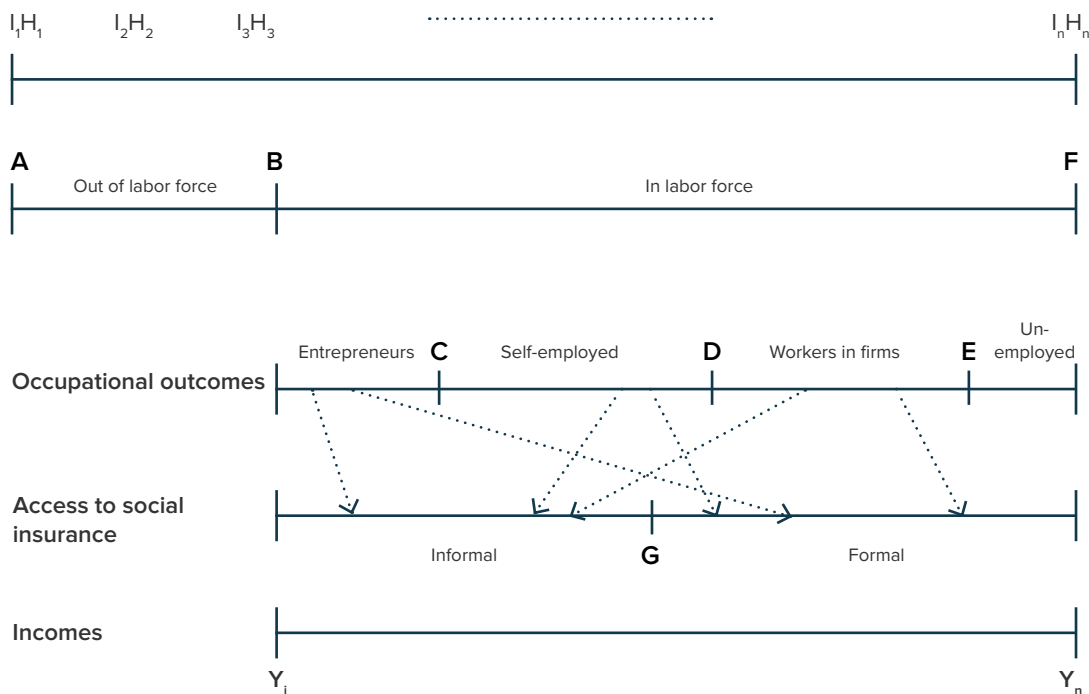 I₁H₁ I₂H₂ I₃H₃ IₙHₙ
A B F
Out of labor force In labor force
Un-
Entrepreneurs C Self-employed D Workers in firms E employed
Occupational outcomes
Access to social
insurance
Informal G Formal
Incomes
Yᵢ Yₙ